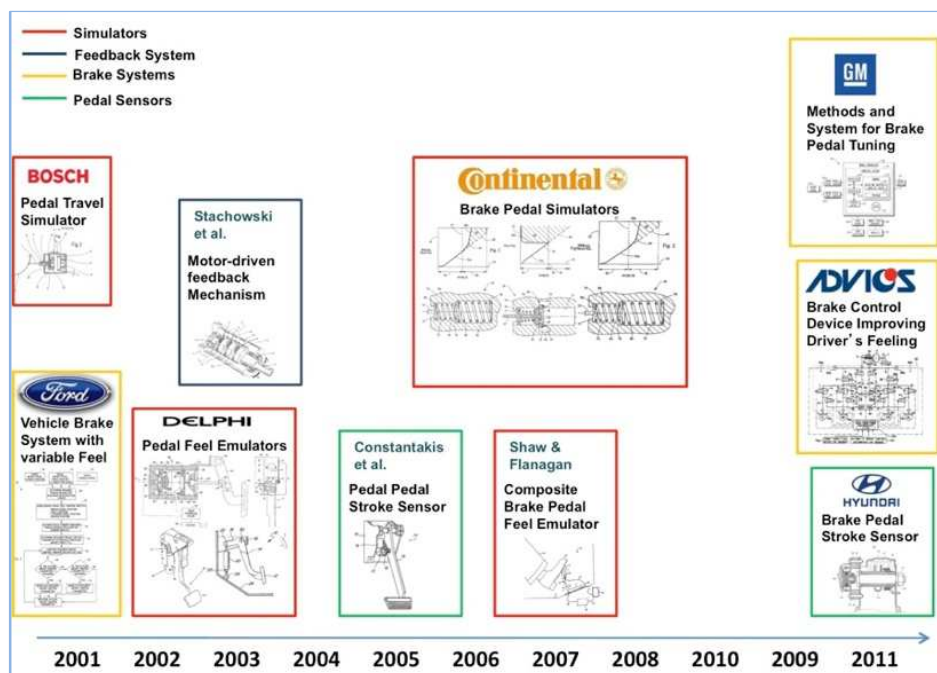 Simulators
Feedback System
Brake Systems
Pedal Sensors
BOSCH
Pedal Travel
Simulator
Ford
Vehicle Brake
System with
variable Feel
Stachowski
et al.
Motor-driven
feedback
Mechanism
DELPHI
Pedal Feel Emulators
Continental
Brake Pedal Simulators
Constantakis
et al.
Pedal Pedal
Stroke Sensor
Shaw &
Flanagan
Composite
Brake Pedal
Feel Emulator
GM
Methods and
System for Brake
Pedal Tuning
ADVICS
Brake Control
Device Improving
Driver's Feeling
HYUNDAI
Brake Pedal
Stroke Sensor
2001 2002 2003 2004 2005 2006 2007 2008 2010 2009 2011